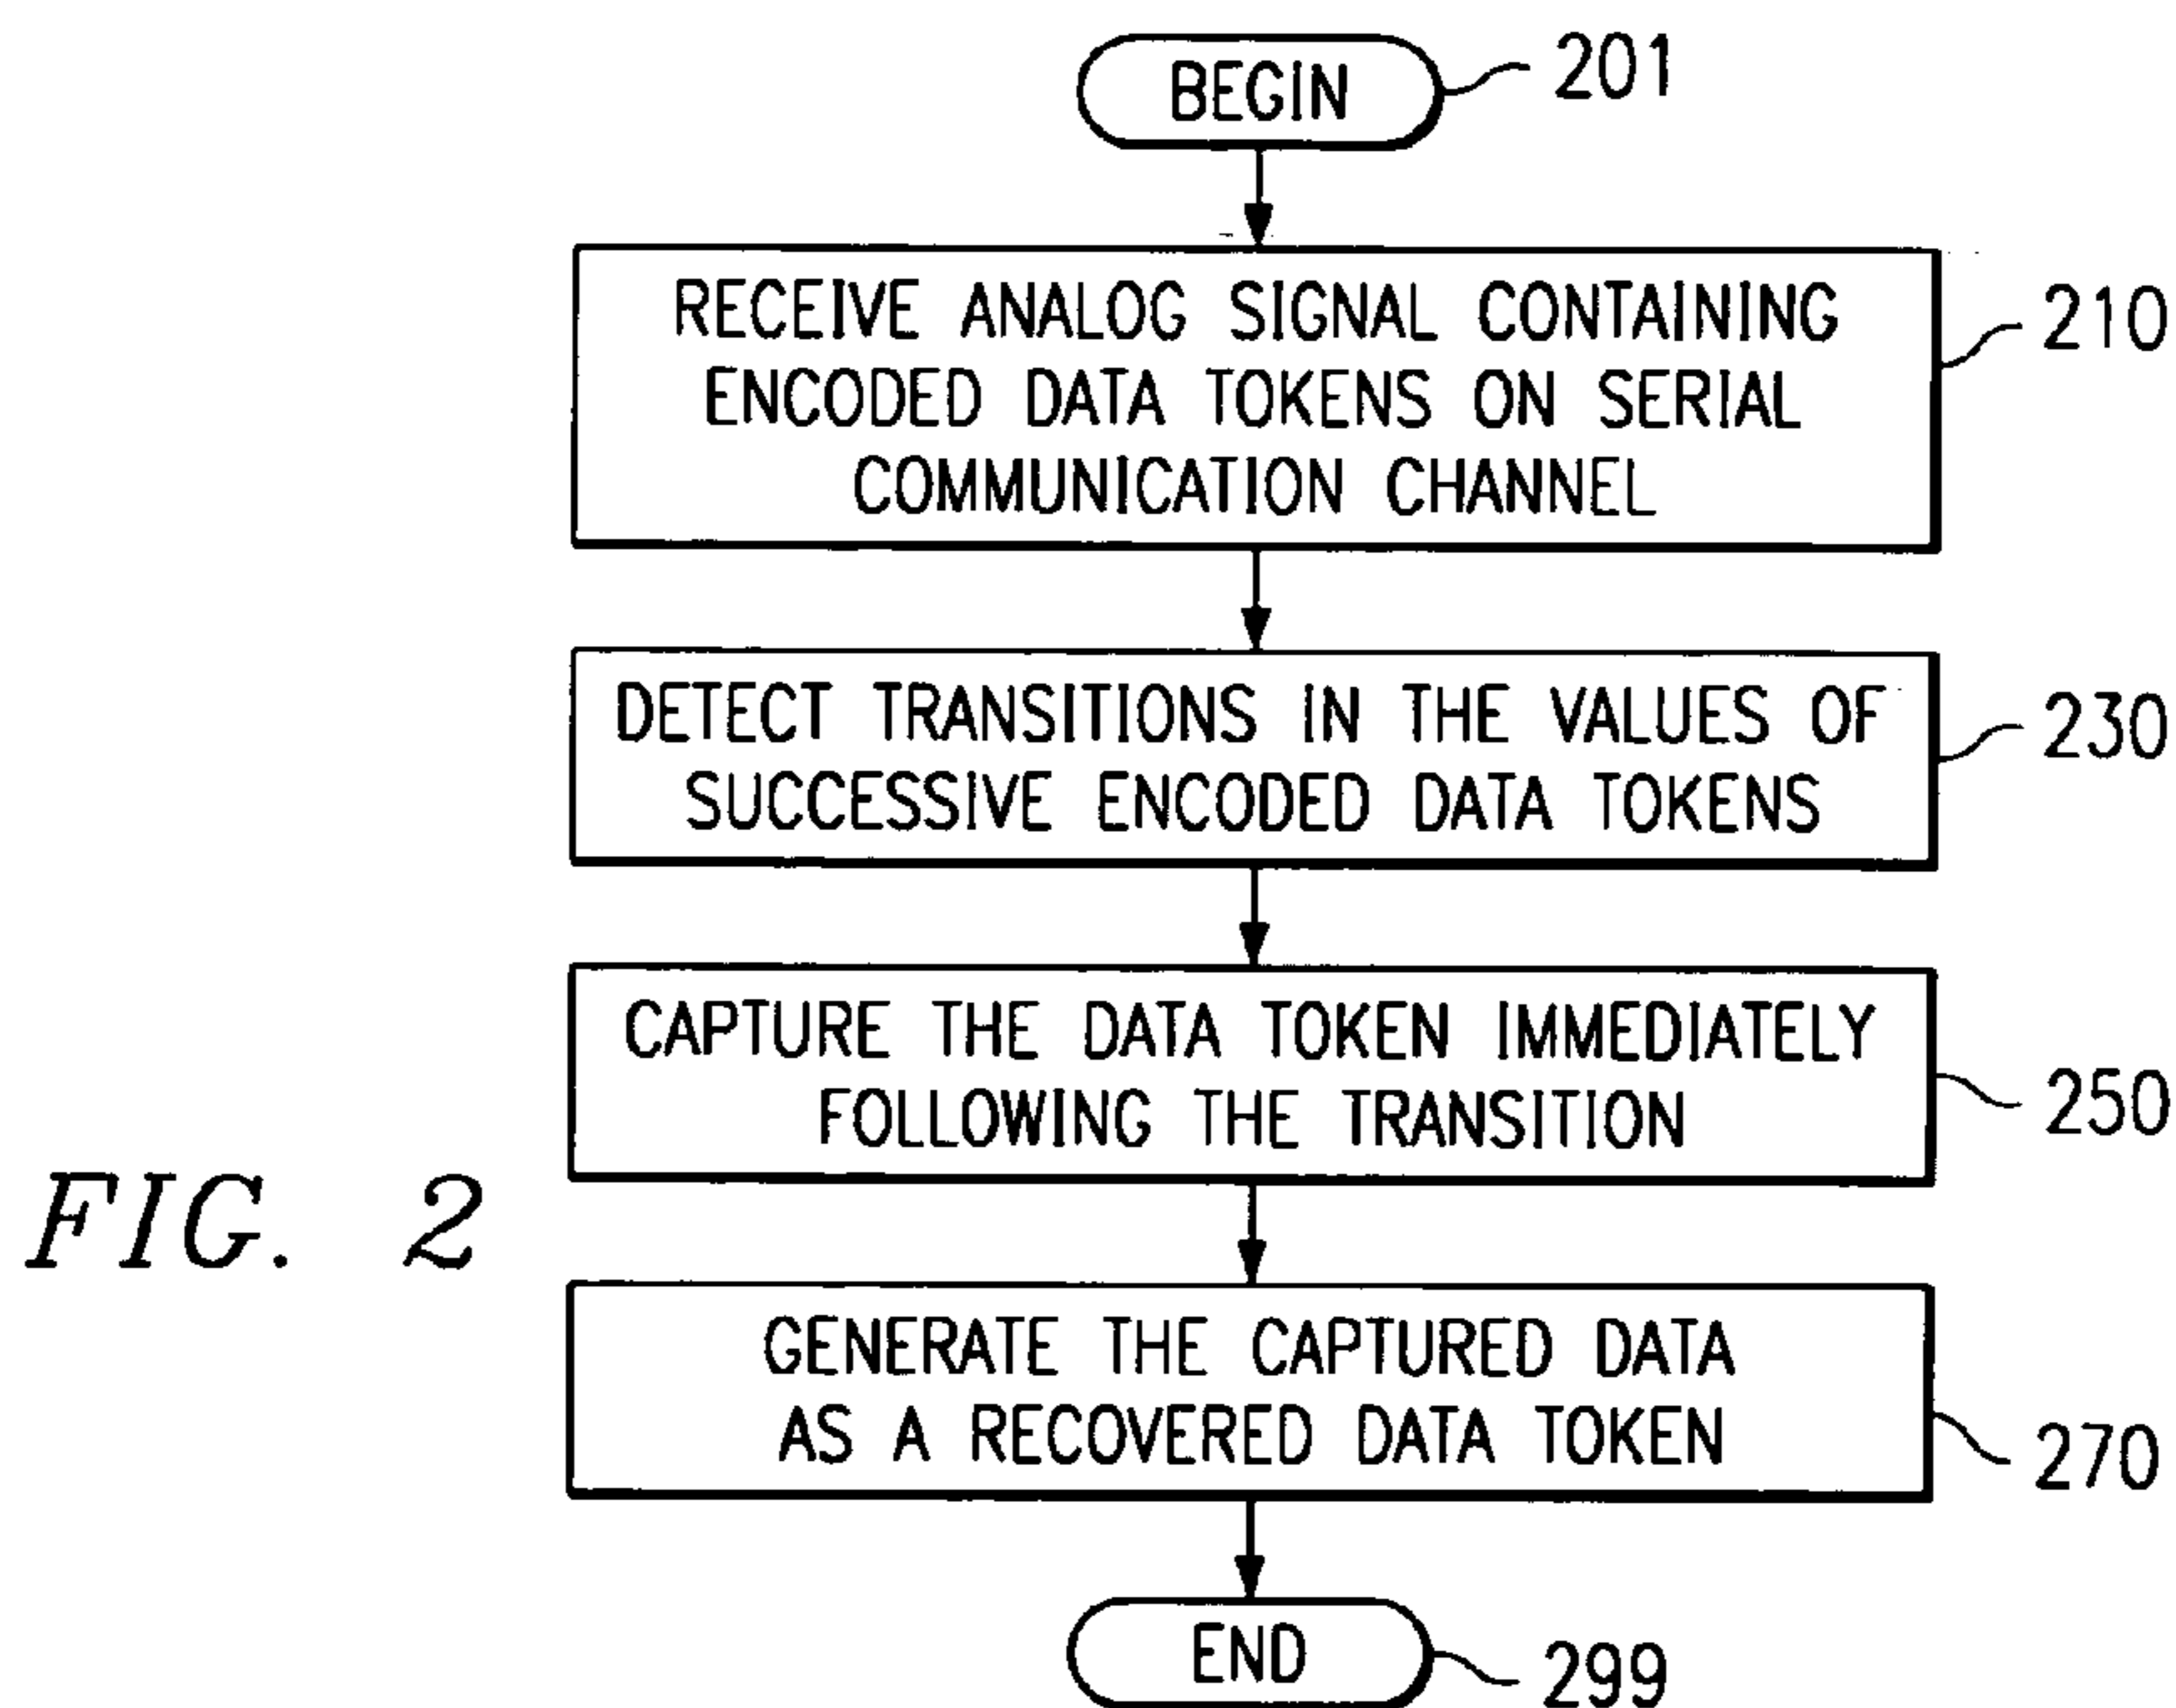 BEGIN
201
RECEIVE ANALOG SIGNAL CONTAINING
ENCODED DATA TOKENS ON SERIAL
COMMUNICATION CHANNEL
210
DETECT TRANSITIONS IN THE VALUES OF
SUCCESSIVE ENCODED DATA TOKENS
230
CAPTURE THE DATA TOKEN IMMEDIATELY
FOLLOWING THE TRANSITION
250
FIG. 2
GENERATE THE CAPTURED DATA
AS A RECOVERED DATA TOKEN
270
END
299